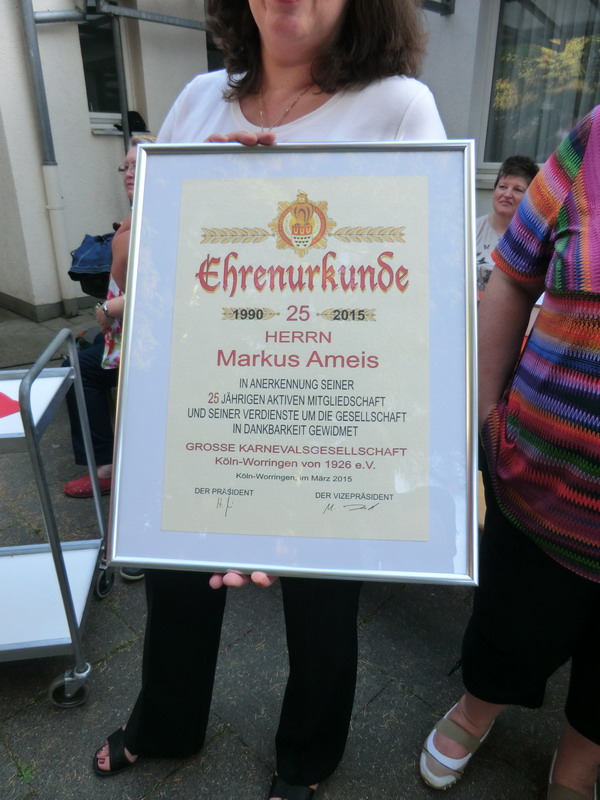 Ehrenurkunde
1990 25 2015
HERRN
Markus Ameis
IN ANERKENNUNG SEINER
25 JÄHRIGEN AKTIVEN MITGLIEDSCHAFT
UND SEINER VERDIENSTE UM DIE GESELLSCHAFT
IN DANKBARKEIT GEWIDMET
GROSSE KARNEVALSGESELLSCHAFT
Köln-Worringen von 1926 e.V.
Köln-Worringen, im März 2015
DER PRÄSIDENT DER VIZEPRÄSIDENT